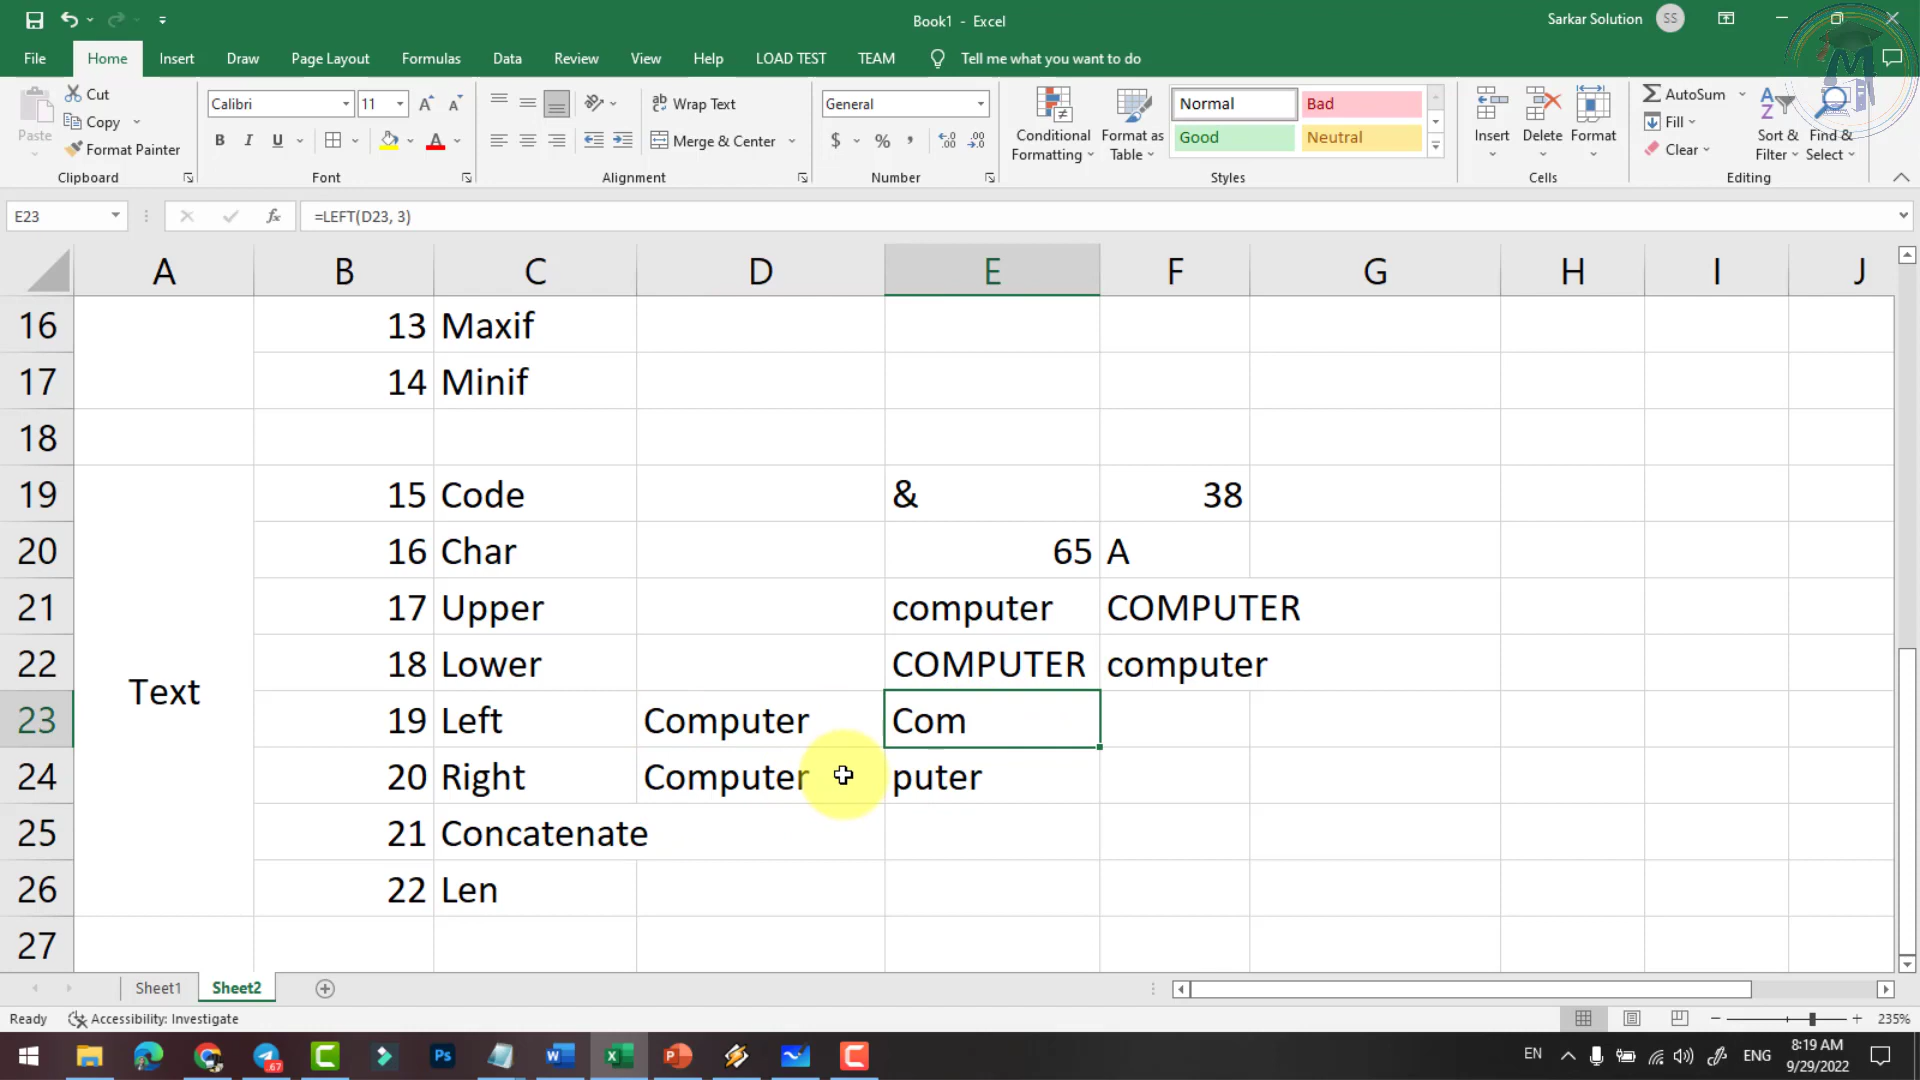 Book1 - Excel
Sarkar Solution
SS
File
Home
Insert
Draw
Page Layout
Formulas
Data
Review
View
Help
LOAD TEST
TEAM
Tell me what you want to do
Paste
Cut
Copy
Format Painter
Clipboard
Calibri
11
B
I
U
Font
Wrap Text
Merge & Center
Alignment
General
$
%
Number
Conditional
Formatting
Format as
Table
Normal
Bad
Good
Neutral
Styles
Insert
Delete
Format
Cells
AutoSum
Fill
Clear
Sort &
Filter
Find &
Select
Editing
E23
fx
=LEFT(D23, 3)
A B C D E F G H I J
16 13 Maxif
17 14 Minif
18
19 15 Code & 38
20 16 Char 65 A
21 17 Upper computer COMPUTER
22 18 Lower COMPUTER computer
Text
23 19 Left Computer Com
24 20 Right Computer puter
25 21 Concatenate
26 22 Len
27
Sheet1
Sheet2
Ready
Accessibility: Investigate
235%
EN
ENG
8:19 AM
9/29/2022